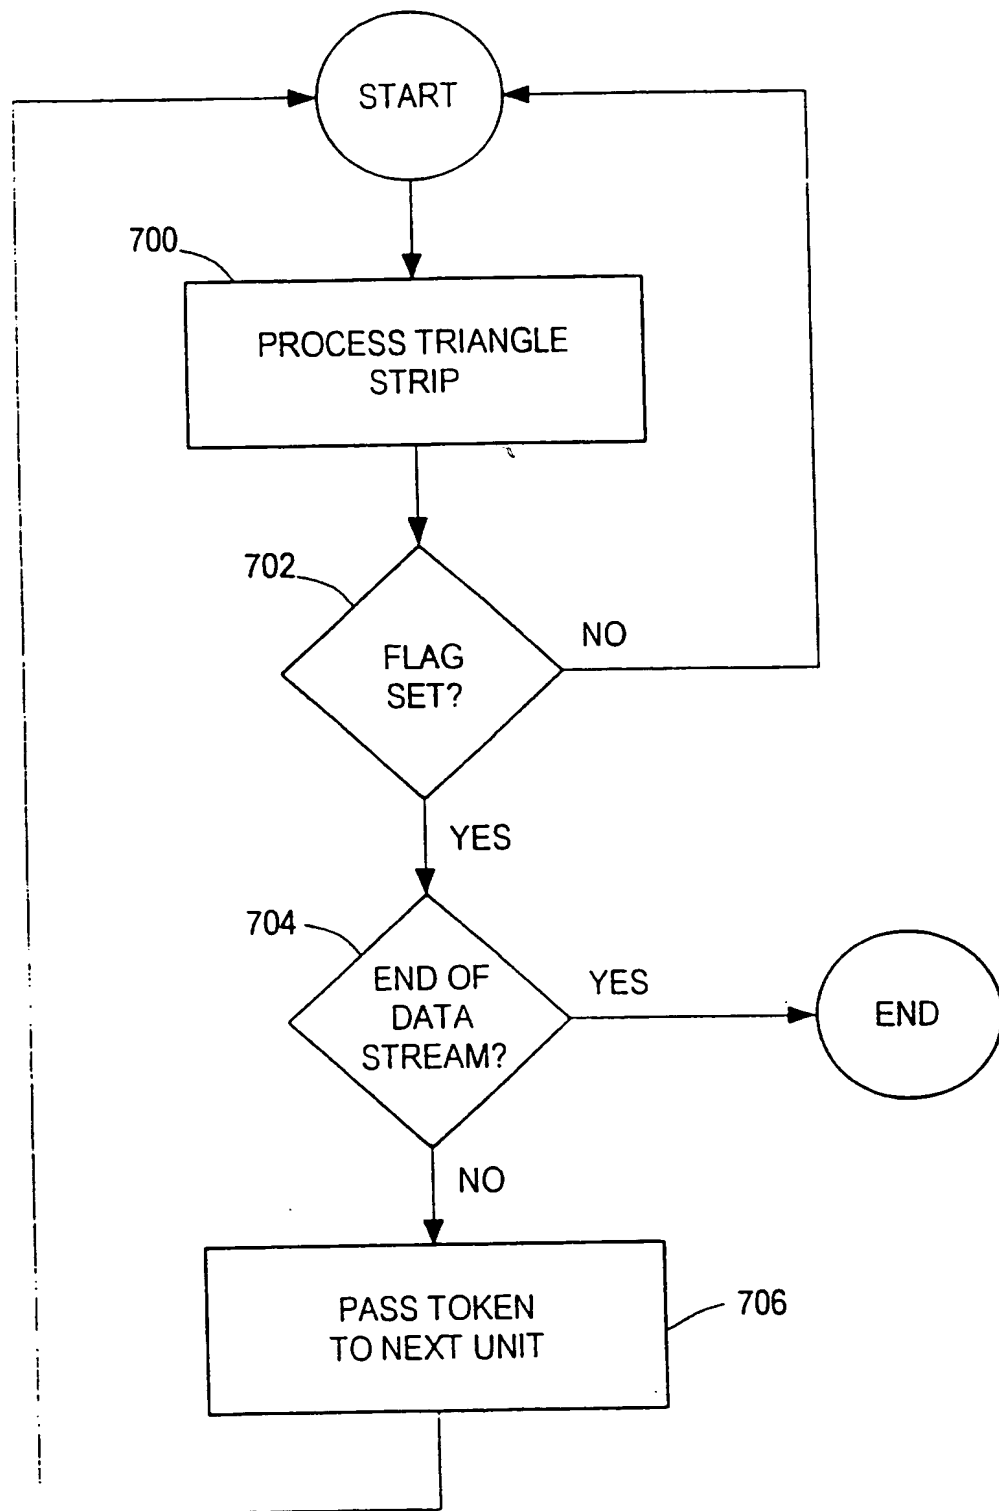 START
700
PROCESS TRIANGLE
STRIP
702
FLAG
SET?
NO
YES
704
END OF
DATA
STREAM?
YES
END
NO
PASS TOKEN
TO NEXT UNIT
706